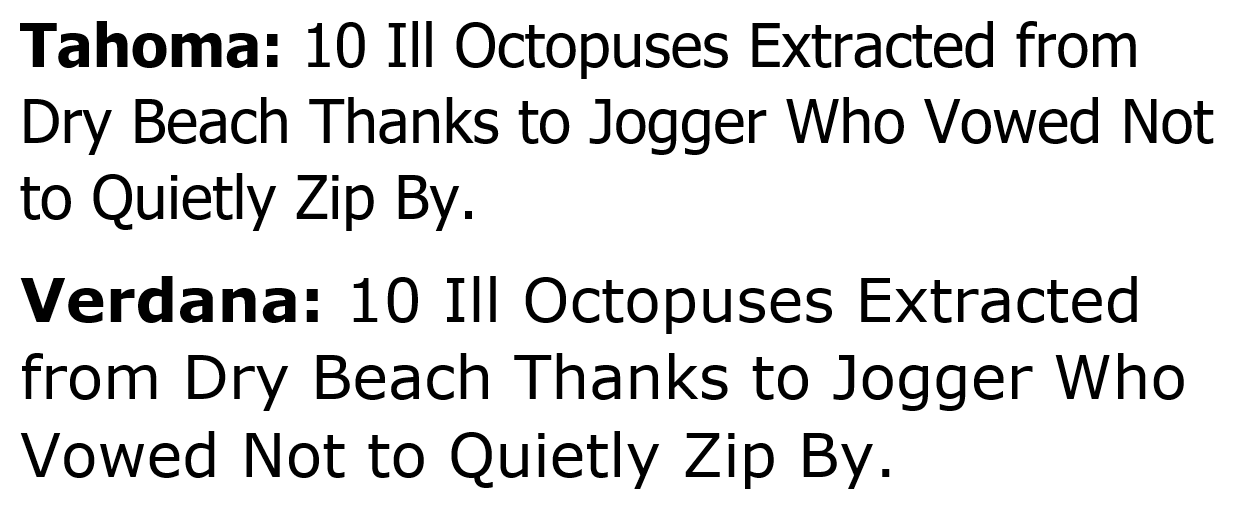 Tahoma: 10 Ill Octopuses Extracted from
Dry Beach Thanks to Jogger Who Vowed Not
to Quietly Zip By.
Verdana: 10 Ill Octopuses Extracted
from Dry Beach Thanks to Jogger Who
Vowed Not to Quietly Zip By.